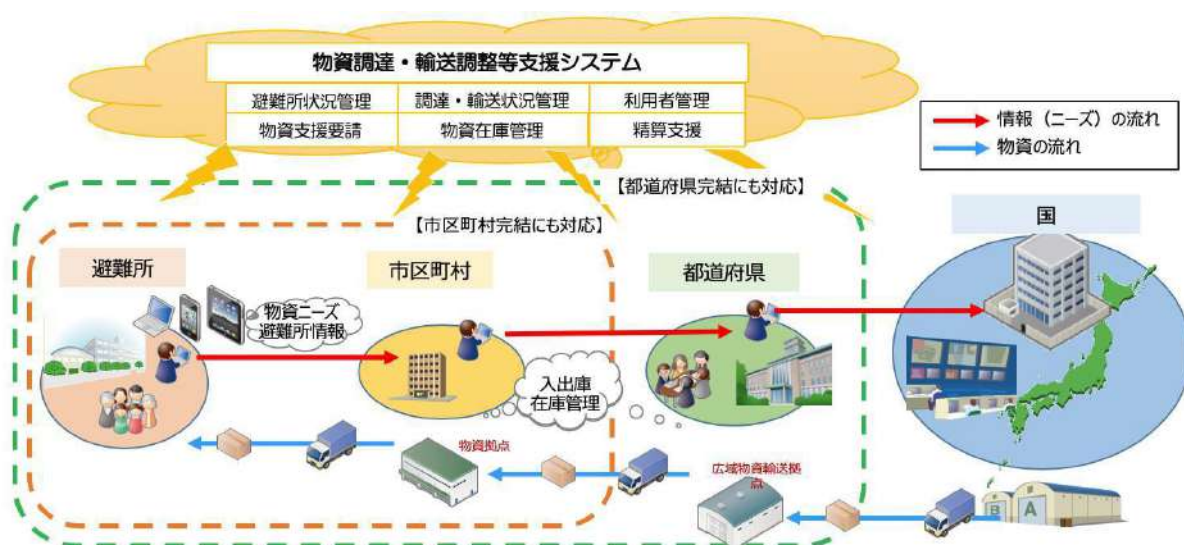 物資調達・輸送調整等支援システム
避難所状況管理
調達・輸送状況管理
利用者管理
物資支援要請
物資在庫管理
精算支援
情報（ニーズ）の流れ
物資の流れ
【都道府県完結にも対応】
【市区町村完結にも対応】
国
避難所
市区町村
都道府県
物資ニーズ
避難所情報
入出庫
在庫管理
物資拠点
広域物資輸送拠
点
B
A